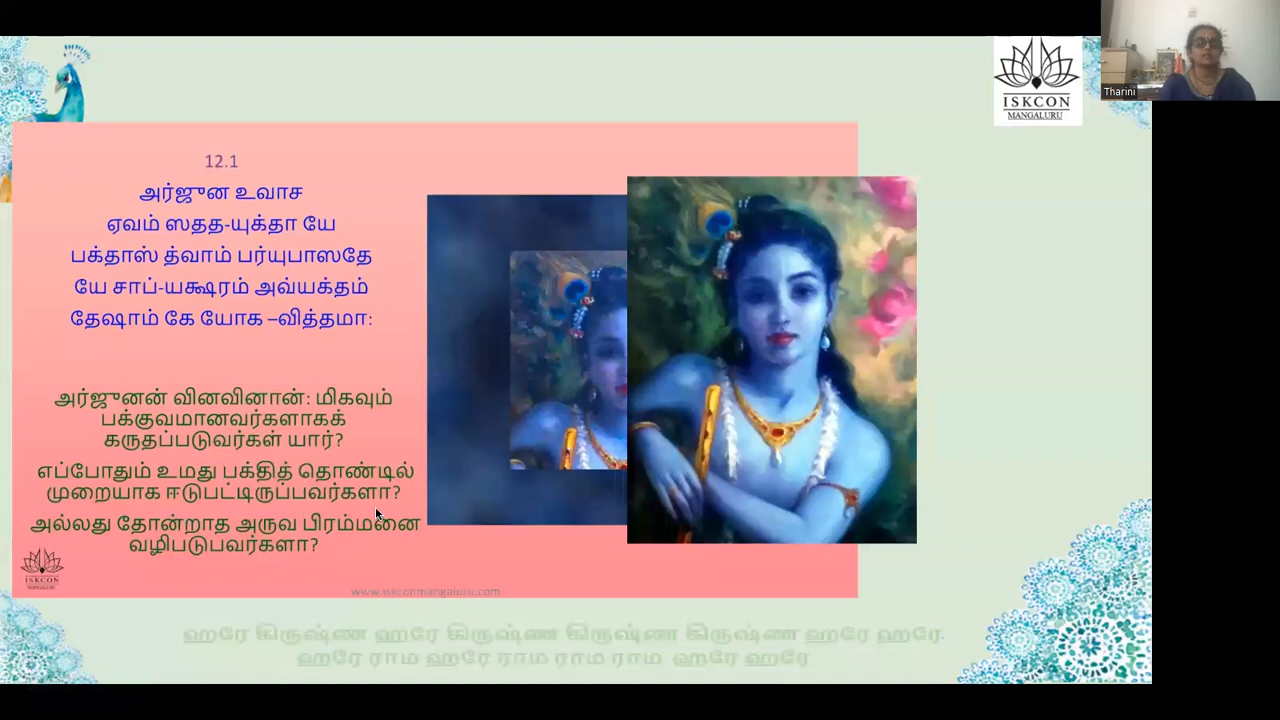 ISKCON
MANGALURU
Tharini
12.1
அர்ஜுன உவாச
ஏவம் ஸதத-யுக்தா யே
பக்தாஸ் த்வாம் பர்யுபாஸதே
யே சாப்-யக்ஷரம் அவ்யக்தம்
தேஷாம் கே யோக –வித்தமா:
அர்ஜுனன் வினவினான்: மிகவும்
பக்குவமானவர்களாகக்
கருதப்படுவர்கள் யார்?
எப்போதும் உமது பக்தித் தொண்டில்
முறையாக ஈடுபட்டிருப்பவர்களா?
அல்லது தோன்றாத அருவ பிரம்மனை
வழிபடுபவர்களா?
ISKCON
MANGALURU
www.iskconmangaluru.com
ஹரே கிருஷ்ண ஹரே கிருஷ்ண கிருஷ்ண கிருஷ்ண ஹரே ஹரே.
ஹரே ராம ஹரே ராம ராம ராம ஹரே ஹரே